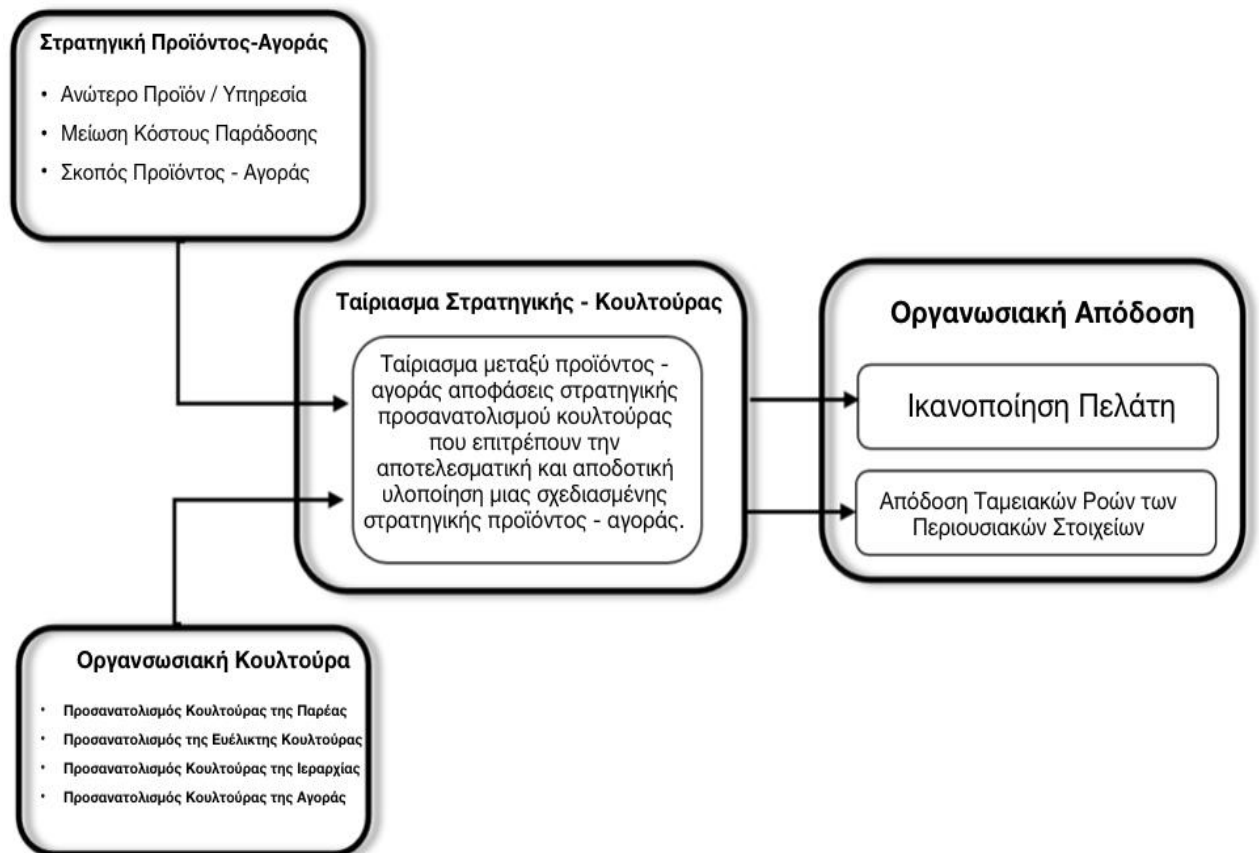 Στρατηγική Προϊόντος-Αγοράς
• Ανώτερο Προϊόν / Υπηρεσία
• Μείωση Κόστους Παράδοσης
• Σκοπός Προϊόντος - Αγοράς
Ταίριασμα Στρατηγικής - Κουλτούρας
Ταίριασμα μεταξύ προϊόντος -
αγοράς αποφάσεις στρατηγικής
προσανατολισμού κουλτούρας
που επιτρέπουν την
αποτελεσματική και αποδοτική
υλοποίηση μιας σχεδιασμένης
στρατηγικής προϊόντος - αγοράς.
Οργανωσιακή Απόδοση
Ικανοποίηση Πελάτη
Απόδοση Ταμειακών Ροών των
Περιουσιακών Στοιχείων
Οργανσωσιακή Κουλτούρα
• Προσανατολισμός Κουλτούρας της Παρέας
• Προσανατολισμός της Ευέλικτης Κουλτούρας
• Προσανατολισμός Κουλτούρας της Ιεραρχίας
• Προσανατολισμός Κουλτούρας της Αγοράς